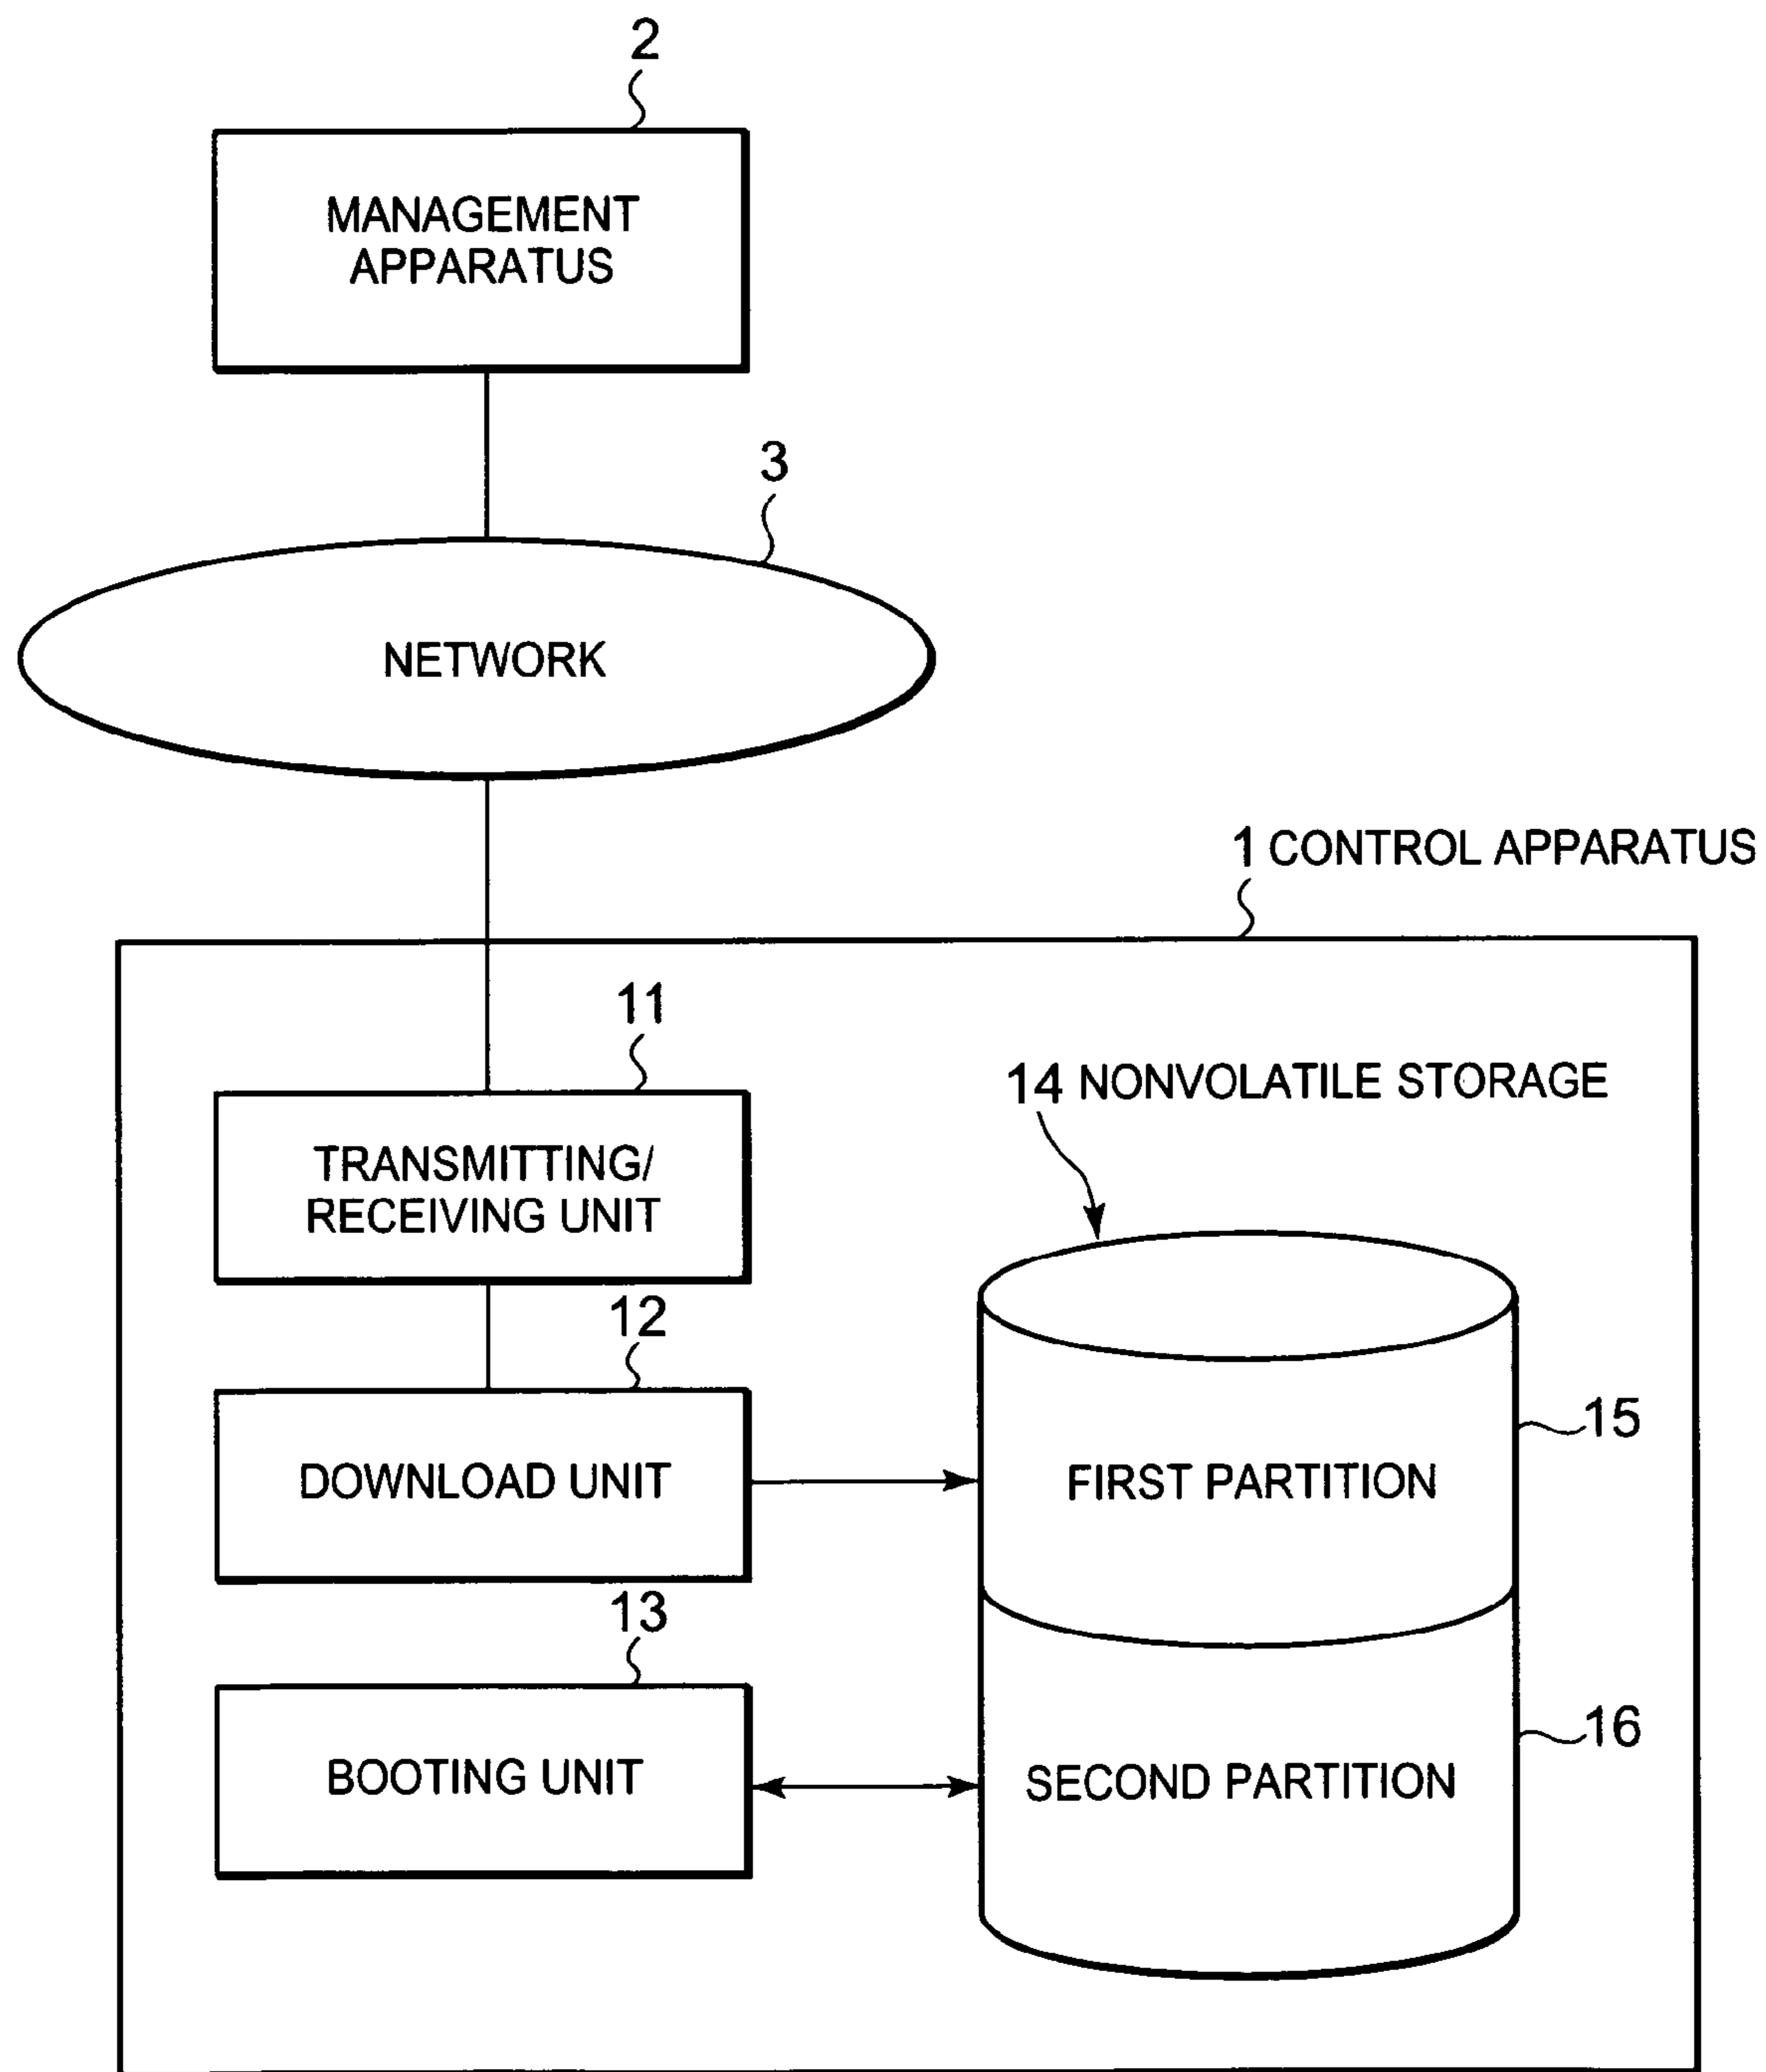 2
MANAGEMENT
APPARATUS
3
NETWORK
1 CONTROL APPARATUS
11
14 NONVOLATILE STORAGE
TRANSMITTING/
RECEIVING UNIT
12
15
DOWNLOAD UNIT
FIRST PARTITION
13
16
BOOTING UNIT
SECOND PARTITION